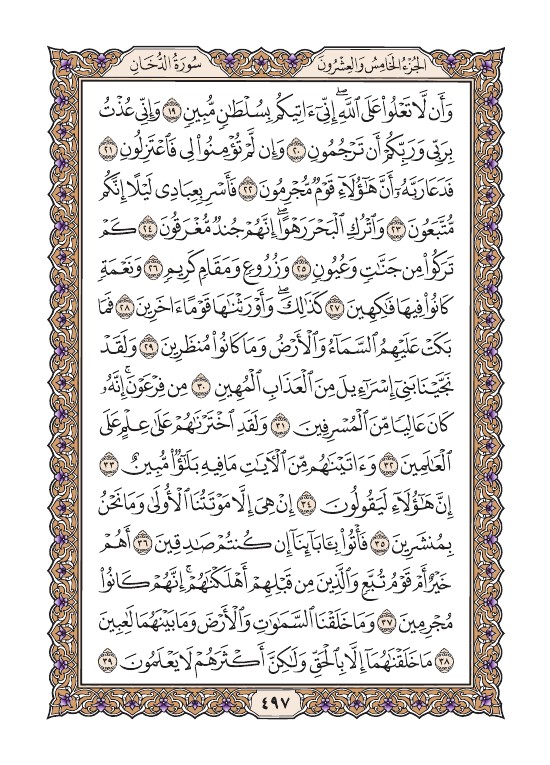 الجزء الخامس والعشرون
سورة الدخان
وَأَن لَّا تَعْلُوا۟ عَلَى ٱللَّهِ ۖ إِنِّىٓ ءَاتِيكُم بِسُلْطَـٰنٍ مُّبِينٍ ١٩ وَإِنِّى عُذْتُ
بِرَبِّى وَرَبِّكُمْ أَن تَرْجُمُونِ ٢٠ وَإِن لَّمْ تُؤْمِنُوا۟ لِى فَٱعْتَزِلُونِ ٢١
فَدَعَا رَبَّهُۥٓ أَنَّ هَـٰٓؤُلَآءِ قَوْمٌ مُّجْرِمُونَ ٢٢ فَأَسْرِ بِعِبَادِى لَيْلًا إِنَّكُم
مُّتَّبَعُونَ ٢٣ وَٱتْرُكِ ٱلْبَحْرَ رَهْوًا ۖ إِنَّهُمْ جُندٌ مُّغْرَقُونَ ٢٤ كَمْ
تَرَكُوا۟ مِن جَنَّـٰتٍ وَعُيُونٍ ٢٥ وَزُرُوعٍ وَمَقَامٍ كَرِيمٍ ٢٦ وَنَعْمَةٍ
كَانُوا۟ فِيهَا فَـٰكِهِينَ ٢٧ كَذَٰلِكَ ۖ وَأَوْرَثْنَـٰهَا قَوْمًا ءَاخَرِينَ ٢٨ فَمَا
بَكَتْ عَلَيْهِمُ ٱلسَّمَآءُ وَٱلْأَرْضُ وَمَا كَانُوا۟ مُنظَرِينَ ٢٩ وَلَقَدْ
نَجَّيْنَا بَنِىٓ إِسْرَٰٓءِيلَ مِنَ ٱلْعَذَابِ ٱلْمُهِينِ ٣٠ مِن فِرْعَوْنَ ۚ إِنَّهُۥ
كَانَ عَالِيًا مِّنَ ٱلْمُسْرِفِينَ ٣١ وَلَقَدِ ٱخْتَرْنَـٰهُمْ عَلَىٰ عِلْمٍ عَلَى
ٱلْعَـٰلَمِينَ ٣٢ وَءَاتَيْنَـٰهُم مِّنَ ٱلْـَٔايَـٰتِ مَا فِيهِ بَلَـٰٓؤٌا۟ مُّبِينٌ ٣٣
إِنَّ هَـٰٓؤُلَآءِ لَيَقُولُونَ ٣٤ إِنْ هِىَ إِلَّا مَوْتَتُنَا ٱلْأُولَىٰ وَمَا نَحْنُ
بِمُنشَرِينَ ٣٥ فَأْتُوا۟ بِـَٔابَآئِنَآ إِن كُنتُمْ صَـٰدِقِينَ ٣٦ أَهُمْ
خَيْرٌ أَمْ قَوْمُ تُبَّعٍ وَٱلَّذِينَ مِن قَبْلِهِمْ ۚ أَهْلَكْنَـٰهُمْ ۖ إِنَّهُمْ كَانُوا۟
مُجْرِمِينَ ٣٧ وَمَا خَلَقْنَا ٱلسَّمَـٰوَٰتِ وَٱلْأَرْضَ وَمَا بَيْنَهُمَا لَـٰعِبِينَ
٣٨ مَا خَلَقْنَـٰهُمَآ إِلَّا بِٱلْحَقِّ وَلَـٰكِنَّ أَكْثَرَهُمْ لَا يَعْلَمُونَ ٣٩
٤٩٧